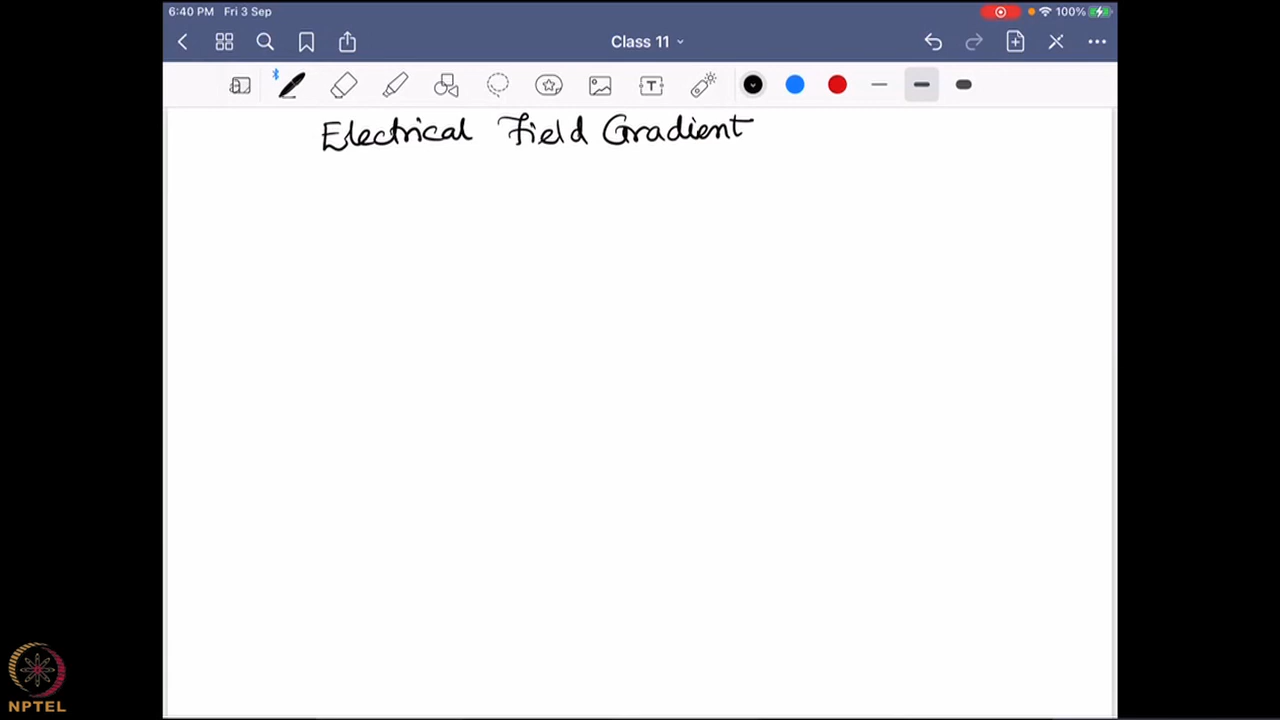 6:40 PM Fri 3 Sep
100%
Class 11
T
Electrical Field Gradient
NPTEL